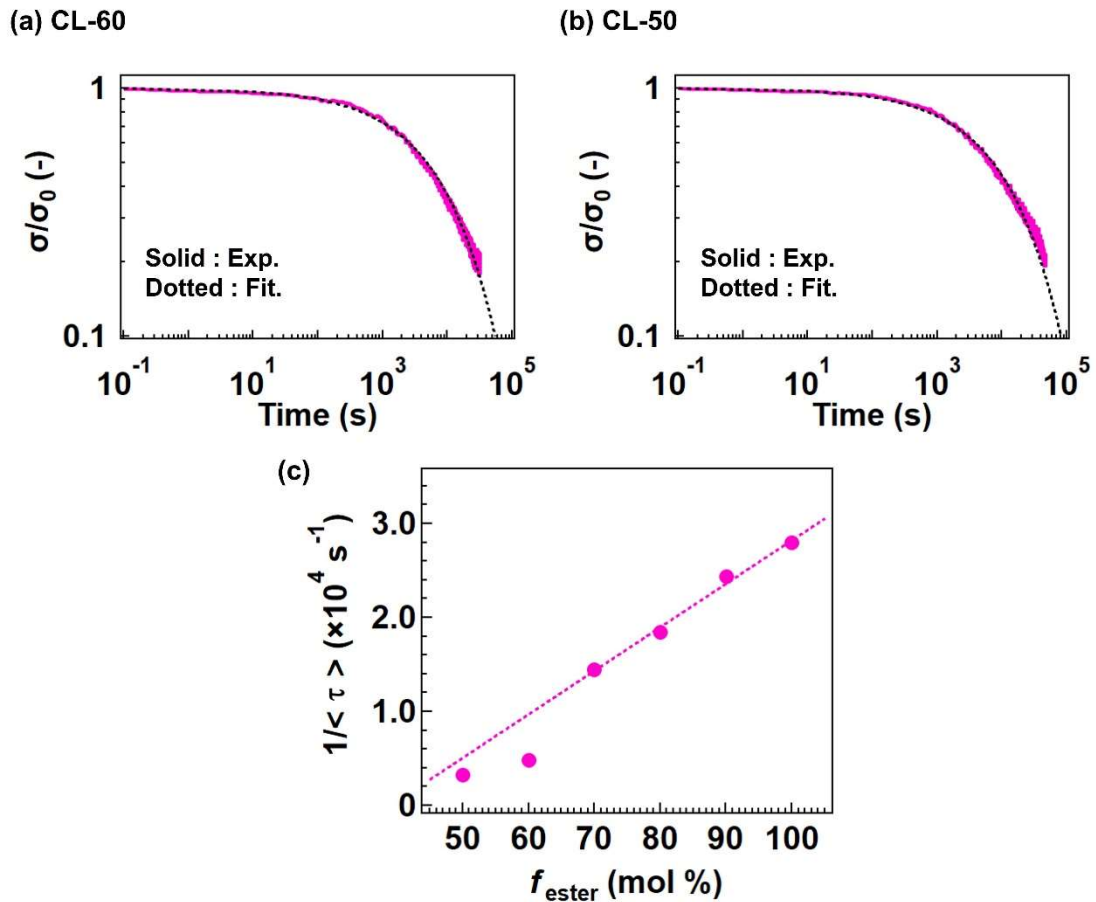 (a) CL-60
σ/σ₀ (-)
1
0.1
Solid : Exp.
Dotted : Fit.
10⁻¹ 10¹ 10³ 10⁵
Time (s)
(b) CL-50
σ/σ₀ (-)
1
0.1
Solid : Exp.
Dotted : Fit.
10⁻¹ 10¹ 10³ 10⁵
Time (s)
(c)
1/< τ > (×10⁴ s⁻¹)
3.0
2.0
1.0
0
50 60 70 80 90 100
f ester (mol %)